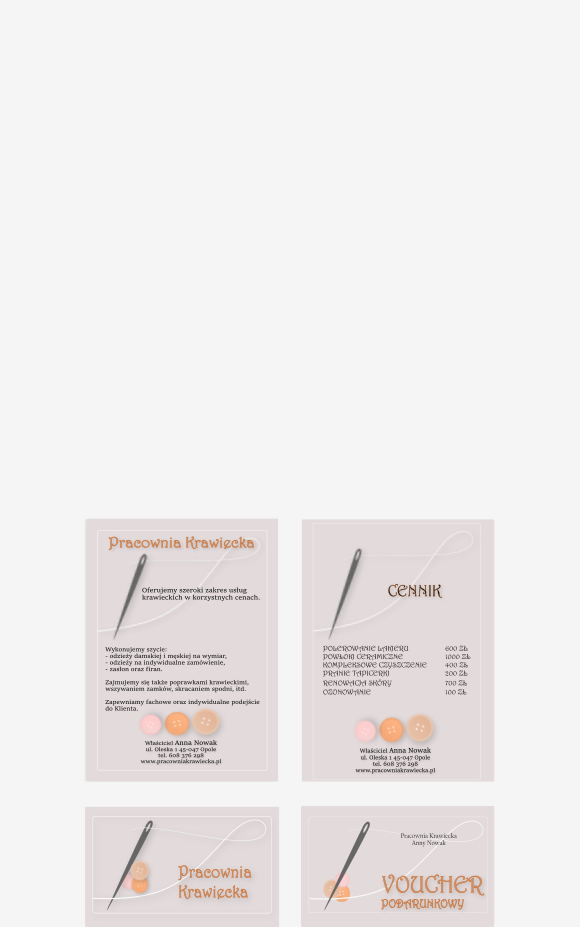 Pracownia Krawięcka
Oferujemy szeroki zakres usług
krawieckich w korzystnych cenach.
Wykonujemy szycie:
- odzieży damskiej i męskiej na wymiar,
- odzieży na indywidualne zamówienie,
- zasłon oraz firan.
Zajmujemy się także poprawkami krawieckimi,
wszywaniem zamków, skracaniem spodni, itd.
Zapewniamy fachowe oraz indywidualne podejście
do Klienta.
Właściciel Anna Nowak
ul. Oleska 1 45-047 Opole
tel. 608 376 298
www.pracowniakrawiecka.pl
CENNIK
POLEROWANIE LAKIERU 600 ZŁ
POWŁOKI CERAMICZNE 1000 ZŁ
KOMPLEKSOWE CZYSZCZENIE 400 ZŁ
PRANIE TAPICERKI 200 ZŁ
RENOWACJA SKÓRY 700 ZŁ
OZONOWANIE 100 ZŁ
Właściciel Anna Nowak
ul. Oleska 1 45-047 Opole
tel. 608 376 298
www.pracowniakrawiecka.pl
Pracownia
Krawięcka
Pracownia Krawięcka
Anny Nowak
VOUCHER
PODARUNKOWY